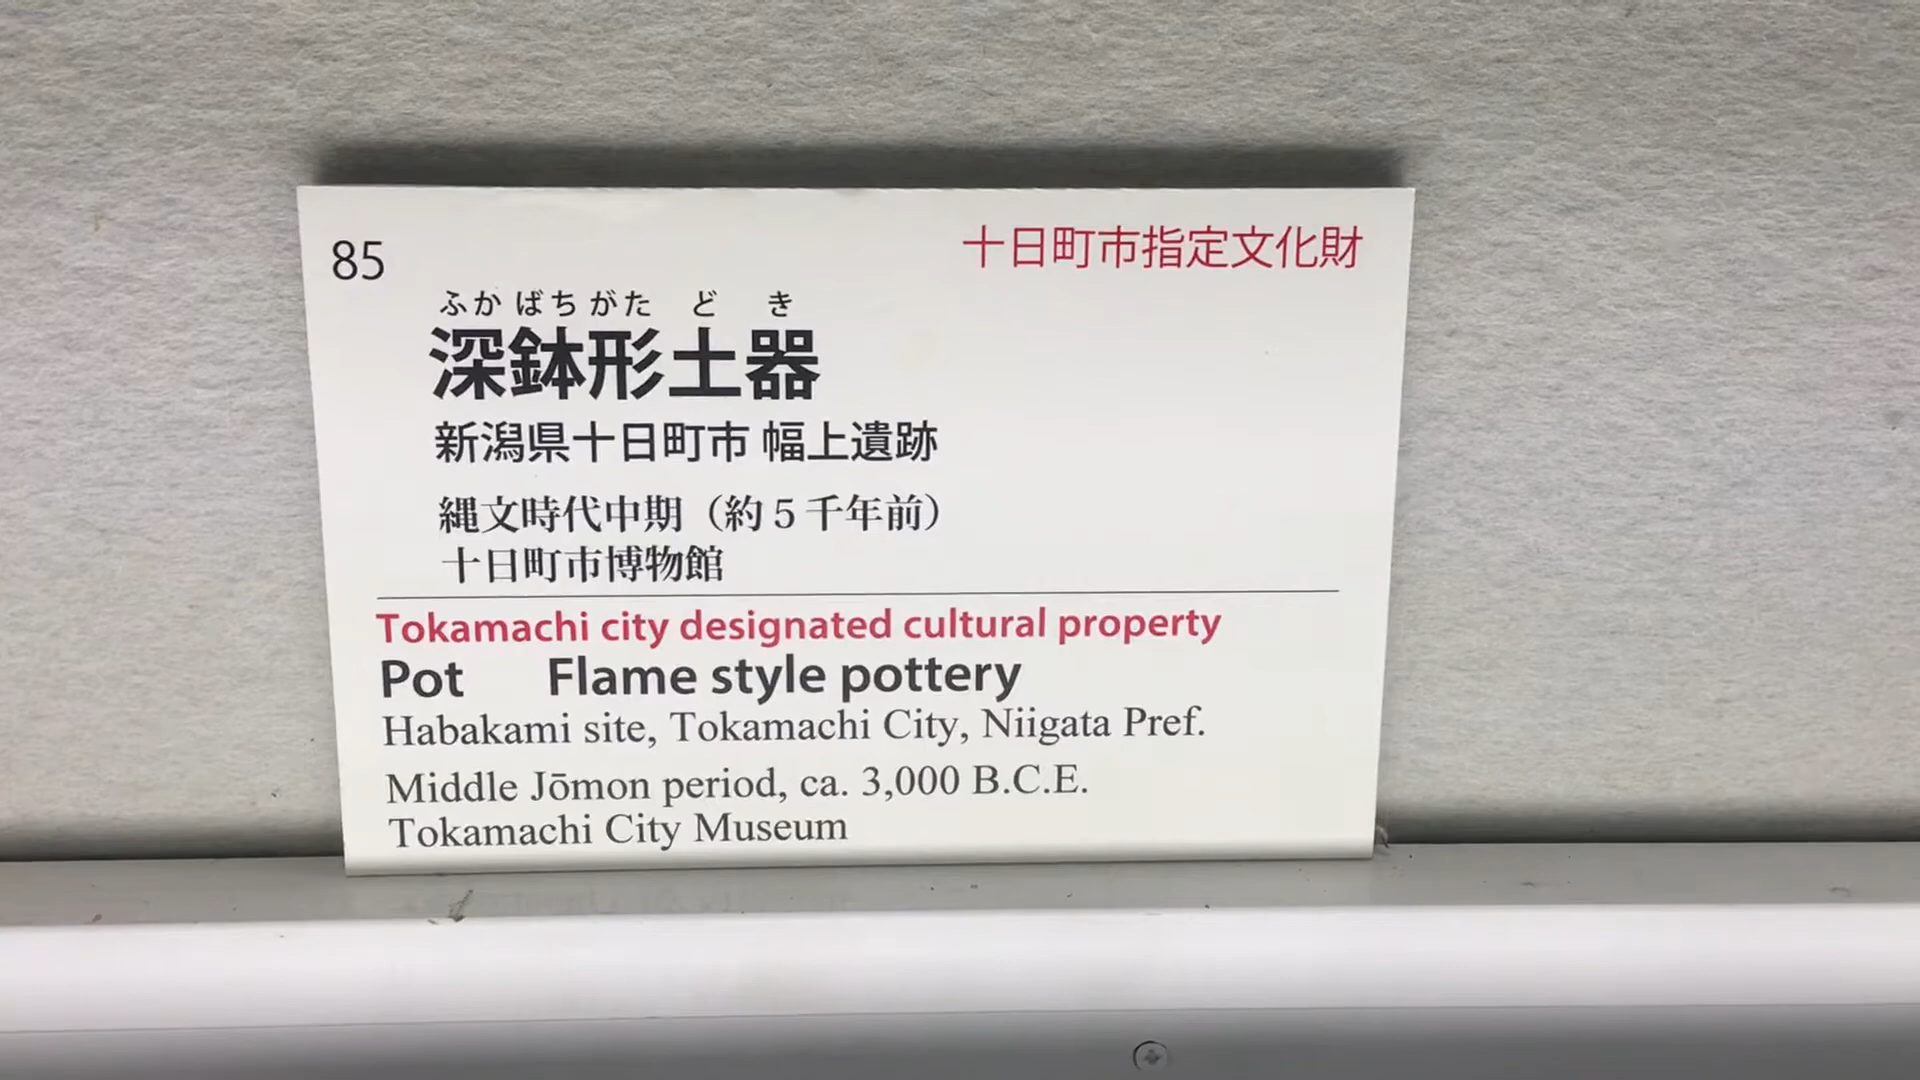 85
十日町市指定文化財
ふかばちがたどき
深鉢形土器
新潟県十日町市 幅上遺跡
縄文時代中期（約5千年前）
十日町市博物館
Tokamachi city designated cultural property
Pot Flame style pottery
Habakami site, Tokamachi City, Niigata Pref.
Middle Jōmon period, ca. 3,000 B.C.E.
Tokamachi City Museum